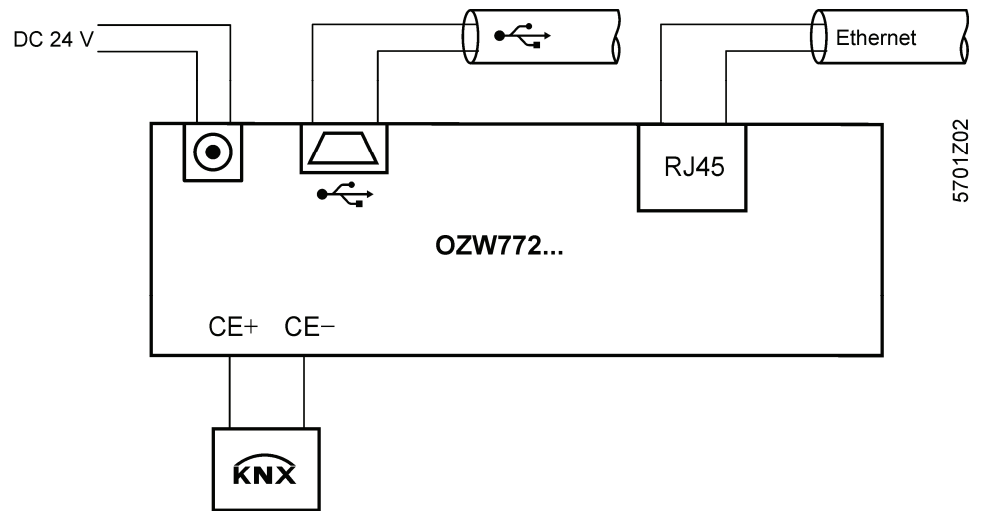 DC 24 V
Ethernet
RJ45
5701Z02
OZW772...
CE+ CE−
KNX